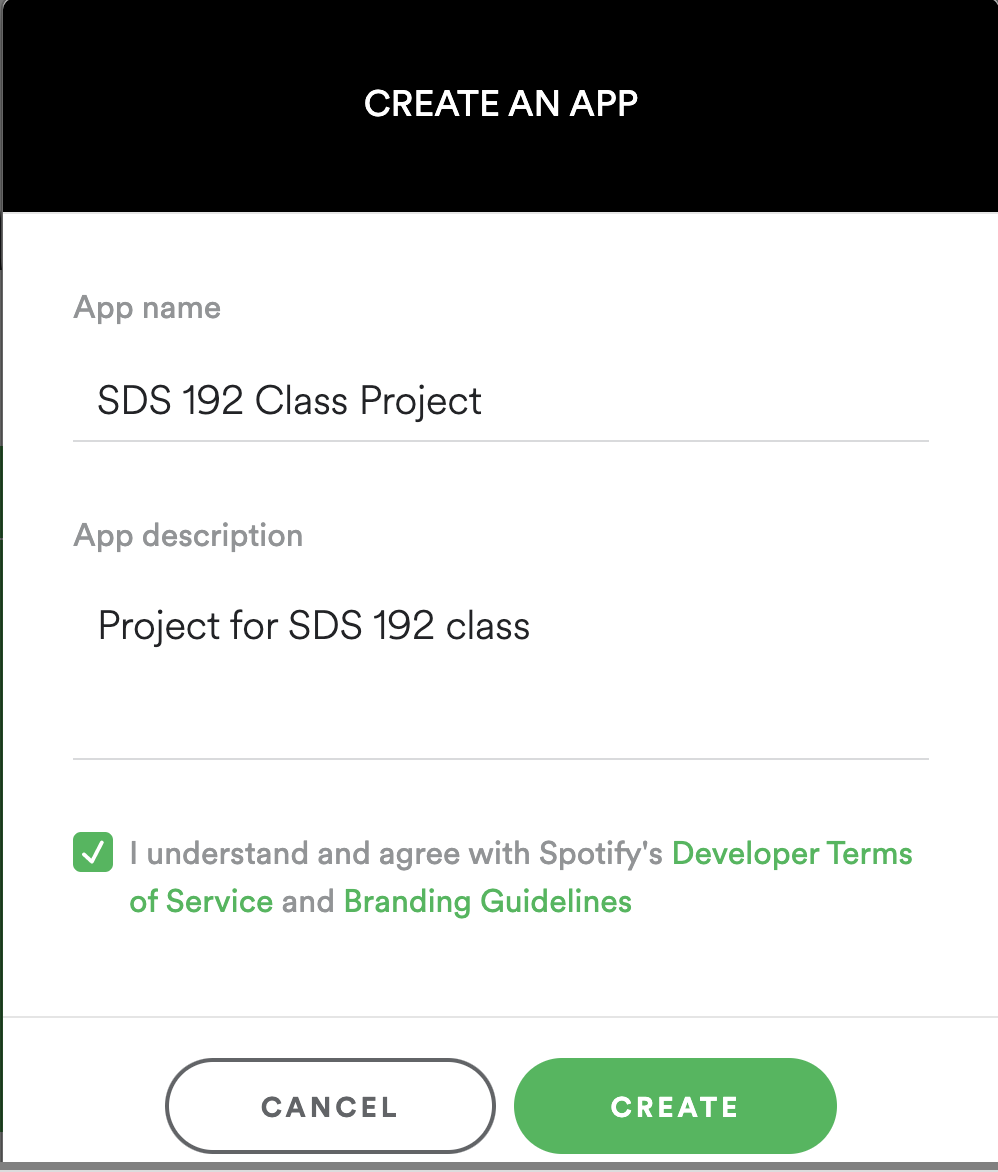 CREATE AN APP
App name
SDS 192 Class Project
App description
Project for SDS 192 class
I understand and agree with Spotify's Developer Terms
of Service and Branding Guidelines
CANCEL
CREATE